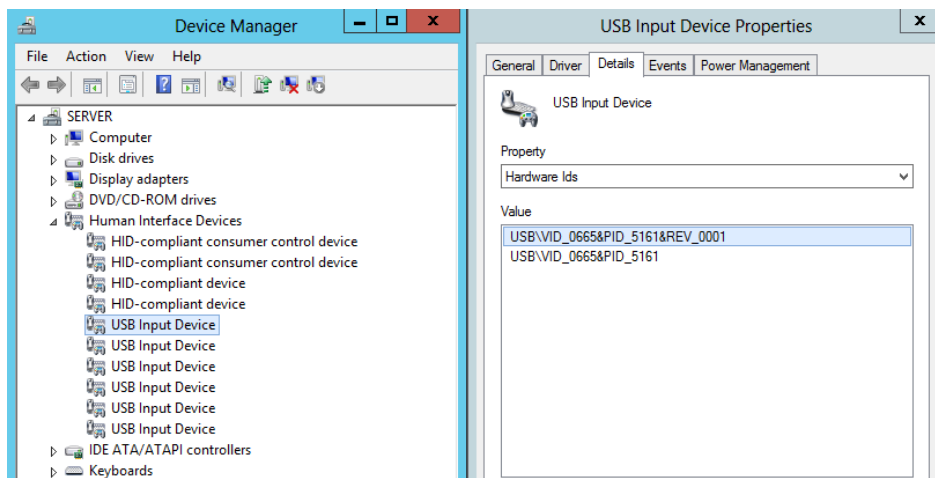 Device Manager
File Action View Help
SERVER
Computer
Disk drives
Display adapters
DVD/CD-ROM drives
Human Interface Devices
HID-compliant consumer control device
HID-compliant consumer control device
HID-compliant device
HID-compliant device
USB Input Device
USB Input Device
USB Input Device
USB Input Device
USB Input Device
USB Input Device
IDE ATA/ATAPI controllers
Keyboards
USB Input Device Properties
General Driver Details Events Power Management
USB Input Device
Property
Hardware Ids
Value
USB\VID_0665&PID_5161&REV_0001
USB\VID_0665&PID_5161